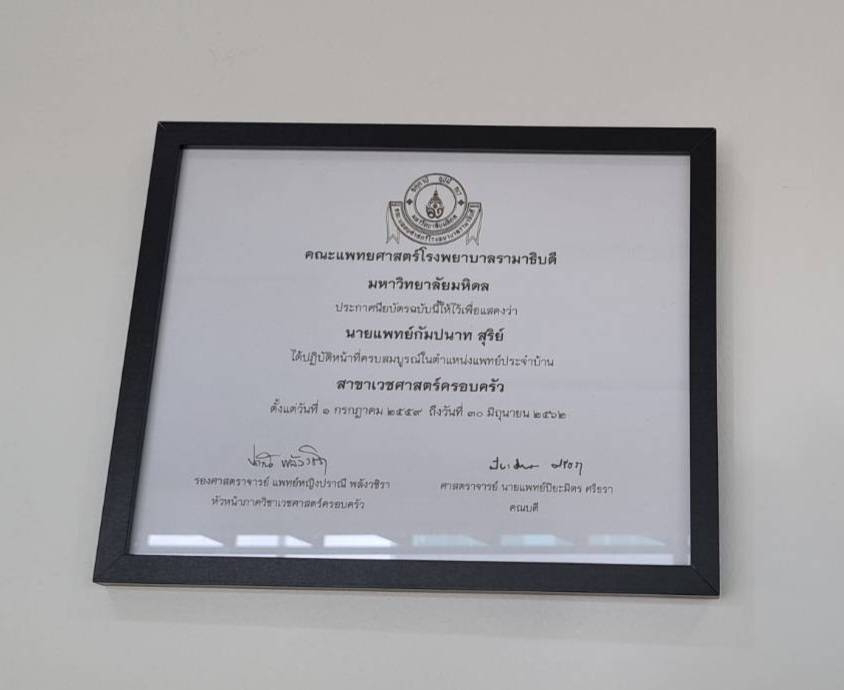 คณะแพทยศาสตร์โรงพยาบาลรามาธิบดี
มหาวิทยาลัยมหิดล
ประกาศนียบัตรฉบับนี้ให้ไว้เพื่อแสดงว่า
นายแพทย์กัมปนาท สุริย์
ได้ปฏิบัติหน้าที่ครบสมบูรณ์ในตำแหน่งแพทย์ประจำบ้าน
สาขาเวชศาสตร์ครอบครัว
ตั้งแต่วันที่ ๑ กรกฎาคม ๒๕๕๙ ถึงวันที่ ๓๐ มิถุนายน ๒๕๖๒
รองศาสตราจารย์ แพทย์หญิงปราณี พลังวชิรา
หัวหน้าภาควิชาเวชศาสตร์ครอบครัว
ศาสตราจารย์ นายแพทย์ปิยะมิตร ศรีธรา
คณบดี